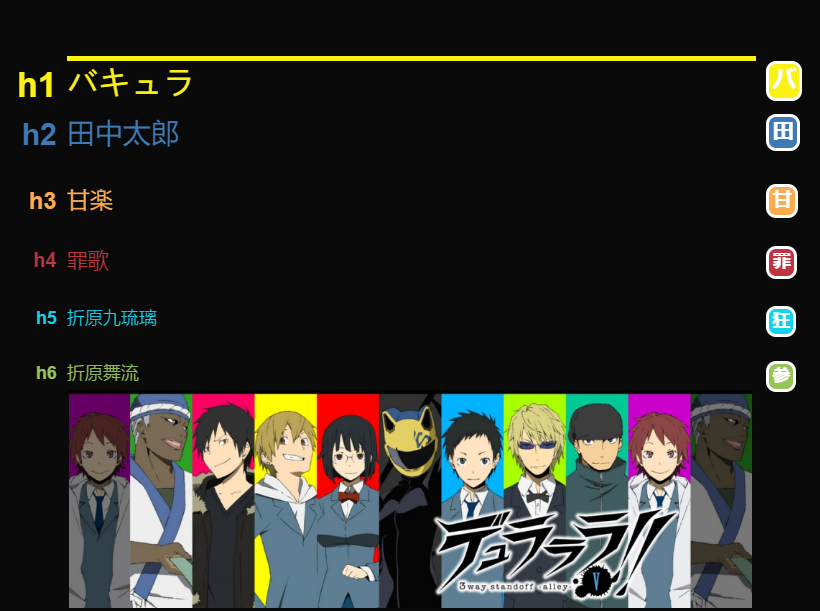 h1 バキュラ バ
h2 田中太郎 田
h3 甘楽 甘
h4 罪歌 罪
h5 折原九琉璃 狂
h6 折原舞流 参
デュラララ!!
3way standoff -alley-
V